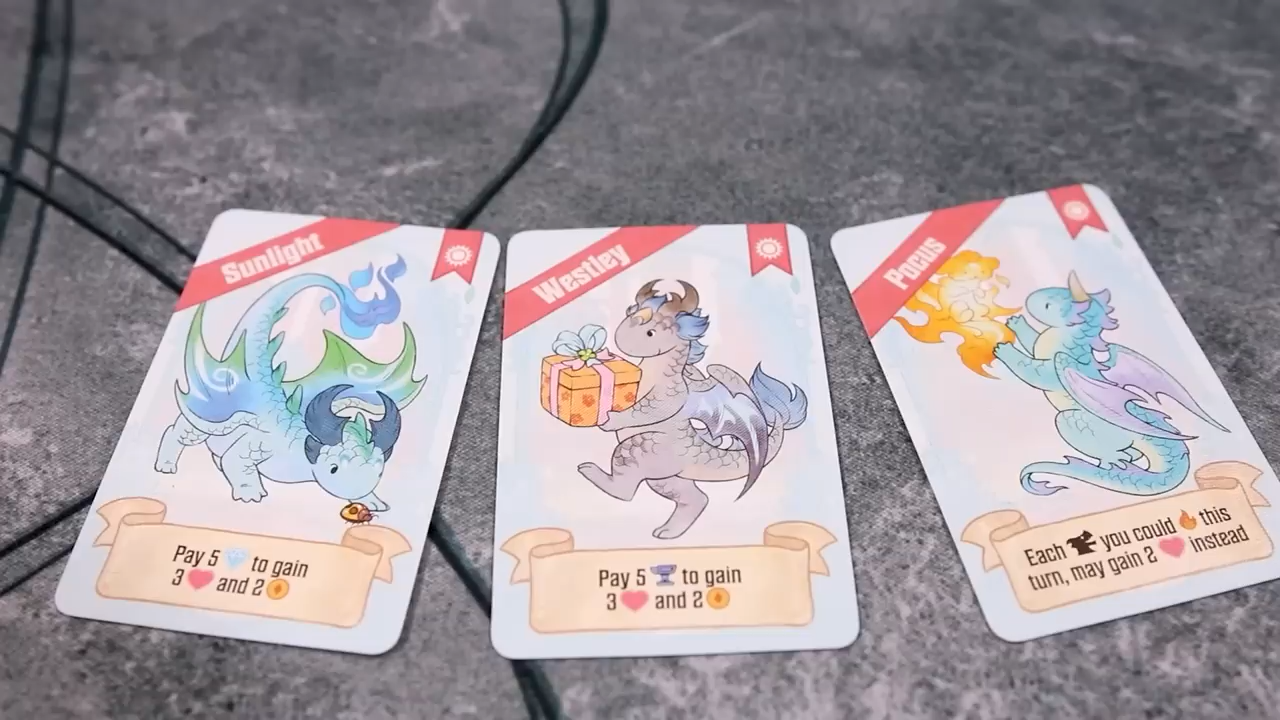 Sunlight
Pay 5 to gain
3 and 2
Westley
Pay 5 to gain
3 and 2
Pocus
Each you could this
turn, may gain 2 instead